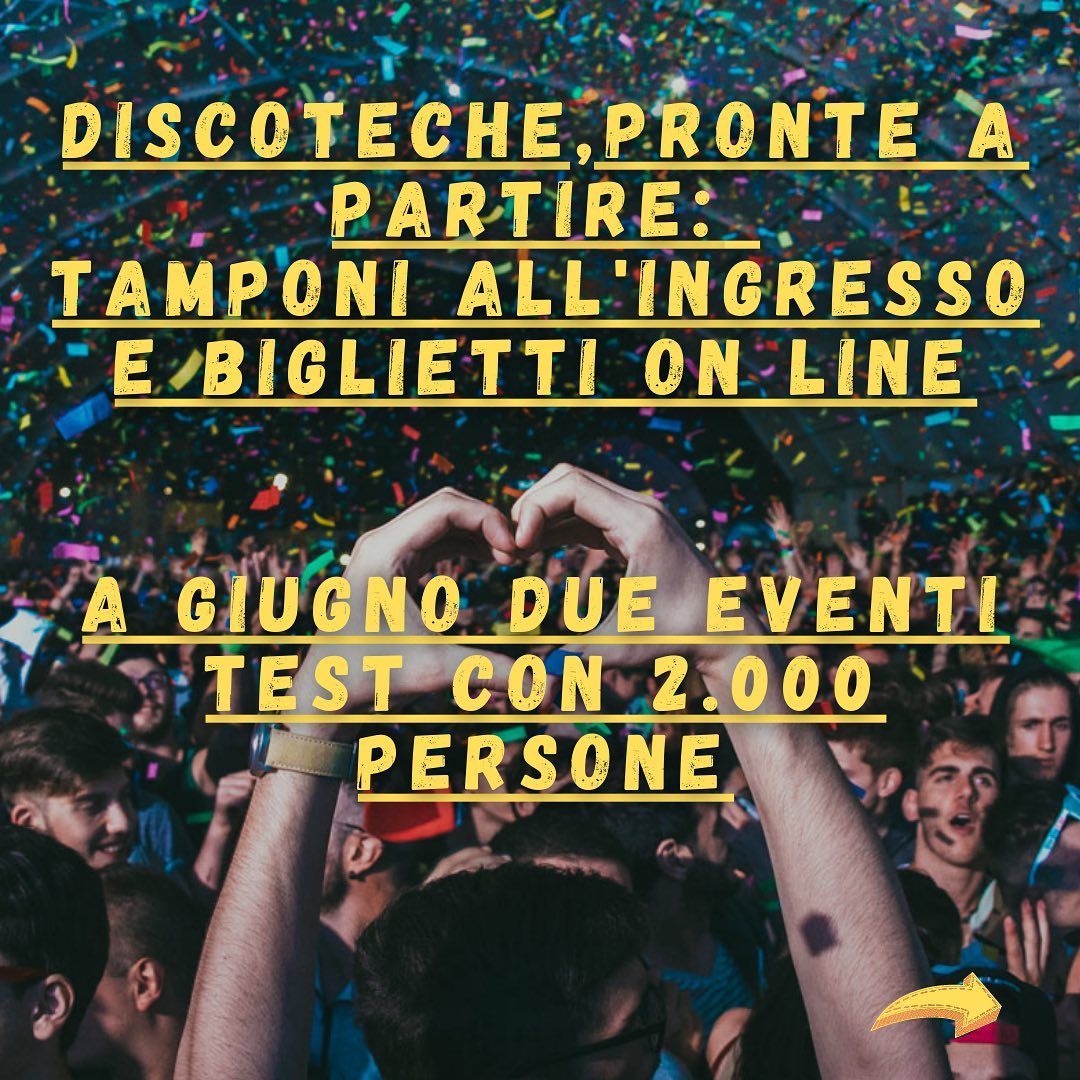 DISCOTECHE,PRONTE A
PARTIRE:
TAMPONI ALL'INGRESSO
E BIGLIETTI ON LINE
A GIUGNO DUE EVENTI
TEST CON 2.000
PERSONE